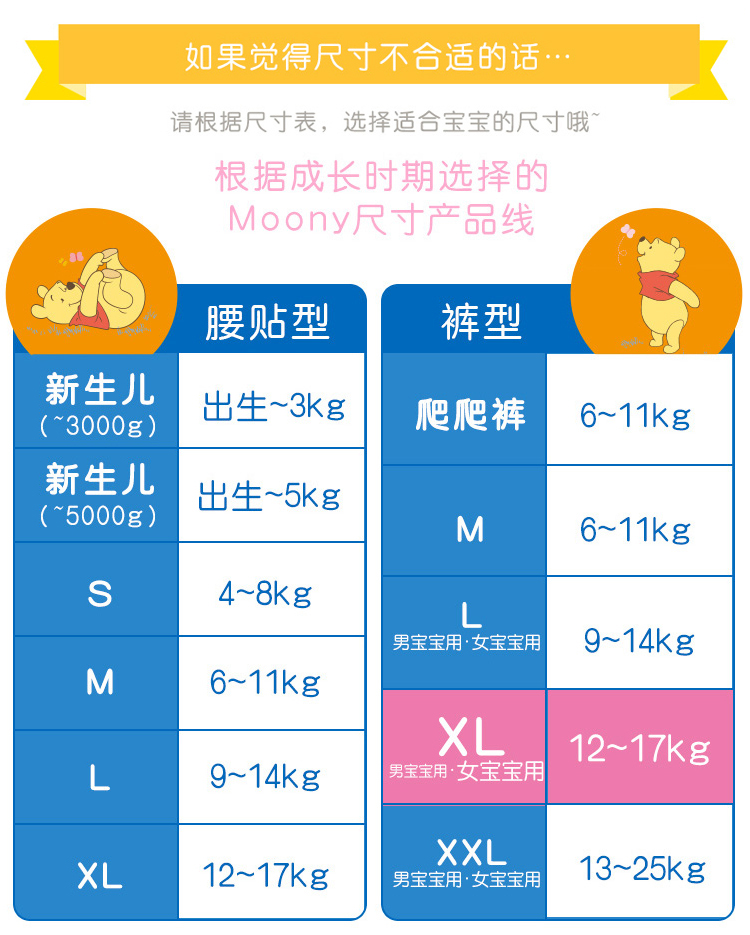 如果觉得尺寸不合适的话…
请根据尺寸表，选择适合宝宝的尺寸哦~
根据成长时期选择的
Moony尺寸产品线
腰贴型
新生儿
(~3000g)
出生~3kg
新生儿
(~5000g)
出生~5kg
S
4~8kg
M
6~11kg
L
9~14kg
XL
12~17kg
裤型
爬爬裤
6~11kg
M
6~11kg
L
男宝宝用·女宝宝用
9~14kg
XL
男宝宝用·女宝宝用
12~17kg
XXL
男宝宝用·女宝宝用
13~25kg